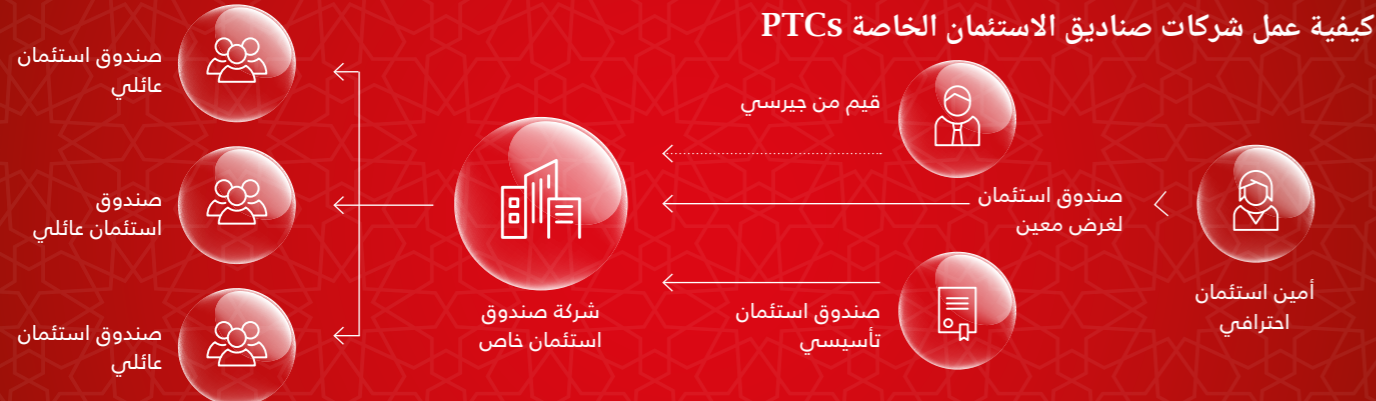 كيفية عمل شركات صناديق الاستئمان الخاصة PTCs
أمين استئمان
احترافي
قيم من جيرسي
صندوق استئمان
لغرض معين
صندوق استئمان
تأسيسي
شركة صندوق
استئمان خاص
صندوق استئمان
عائلي
صندوق
استئمان عائلي
صندوق استئمان
عائلي